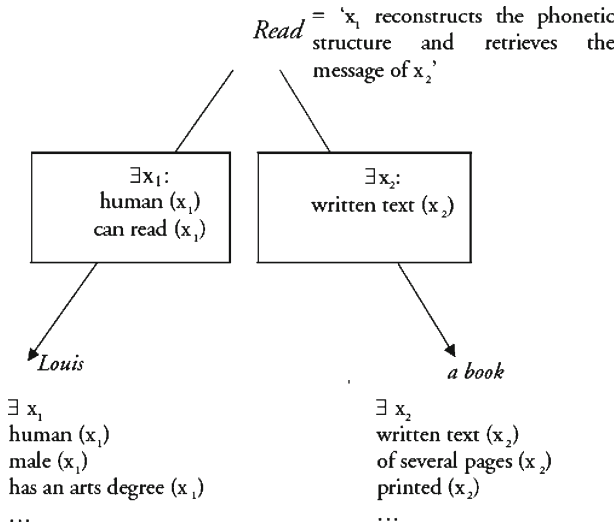 Read = ‘x₁ reconstructs the phonetic
structure and retrieves the
message of x₂’
∃x₁:
human (x₁)
can read (x₁)
∃x₂:
written text (x₂)
Louis
∃ x₁
human (x₁)
male (x₁)
has an arts degree (x₁)
…
a book
∃ x₂
written text (x₂)
of several pages (x₂)
printed (x₂)
…